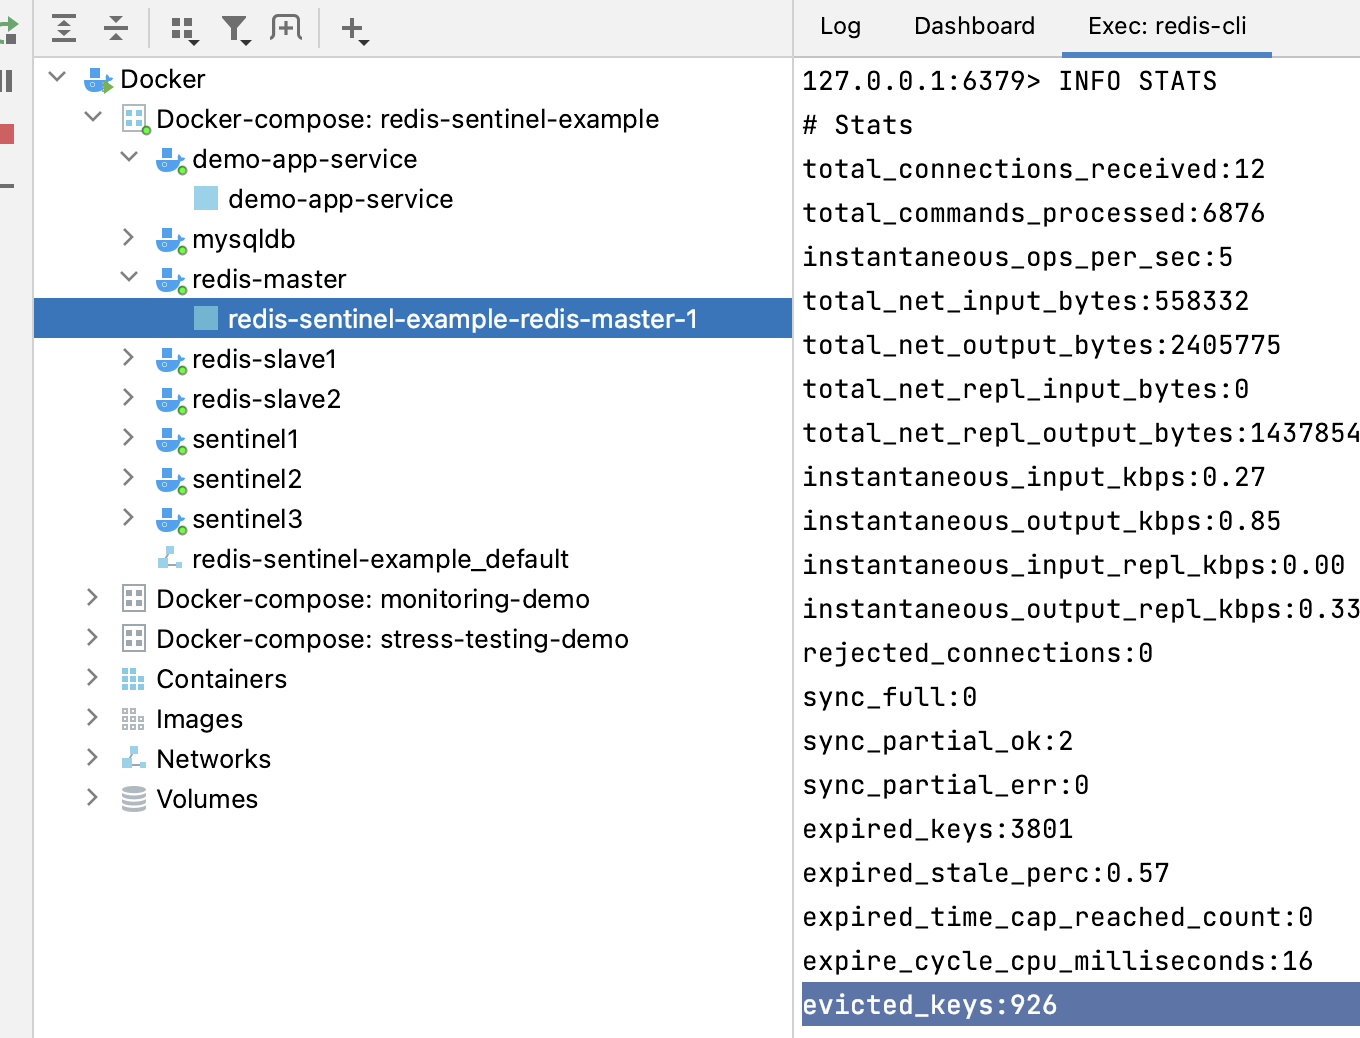 Docker
Docker-compose: redis-sentinel-example
demo-app-service
demo-app-service
mysqldb
redis-master
redis-sentinel-example-redis-master-1
redis-slave1
redis-slave2
sentinel1
sentinel2
sentinel3
redis-sentinel-example_default
Docker-compose: monitoring-demo
Docker-compose: stress-testing-demo
Containers
Images
Networks
Volumes
Log Dashboard Exec: redis-cli
127.0.0.1:6379> INFO STATS
# Stats
total_connections_received:12
total_commands_processed:6876
instantaneous_ops_per_sec:5
total_net_input_bytes:558332
total_net_output_bytes:2405775
total_net_repl_input_bytes:0
total_net_repl_output_bytes:1437854
instantaneous_input_kbps:0.27
instantaneous_output_kbps:0.85
instantaneous_input_repl_kbps:0.00
instantaneous_output_repl_kbps:0.33
rejected_connections:0
sync_full:0
sync_partial_ok:2
sync_partial_err:0
expired_keys:3801
expired_stale_perc:0.57
expired_time_cap_reached_count:0
expire_cycle_cpu_milliseconds:16
evicted_keys:926